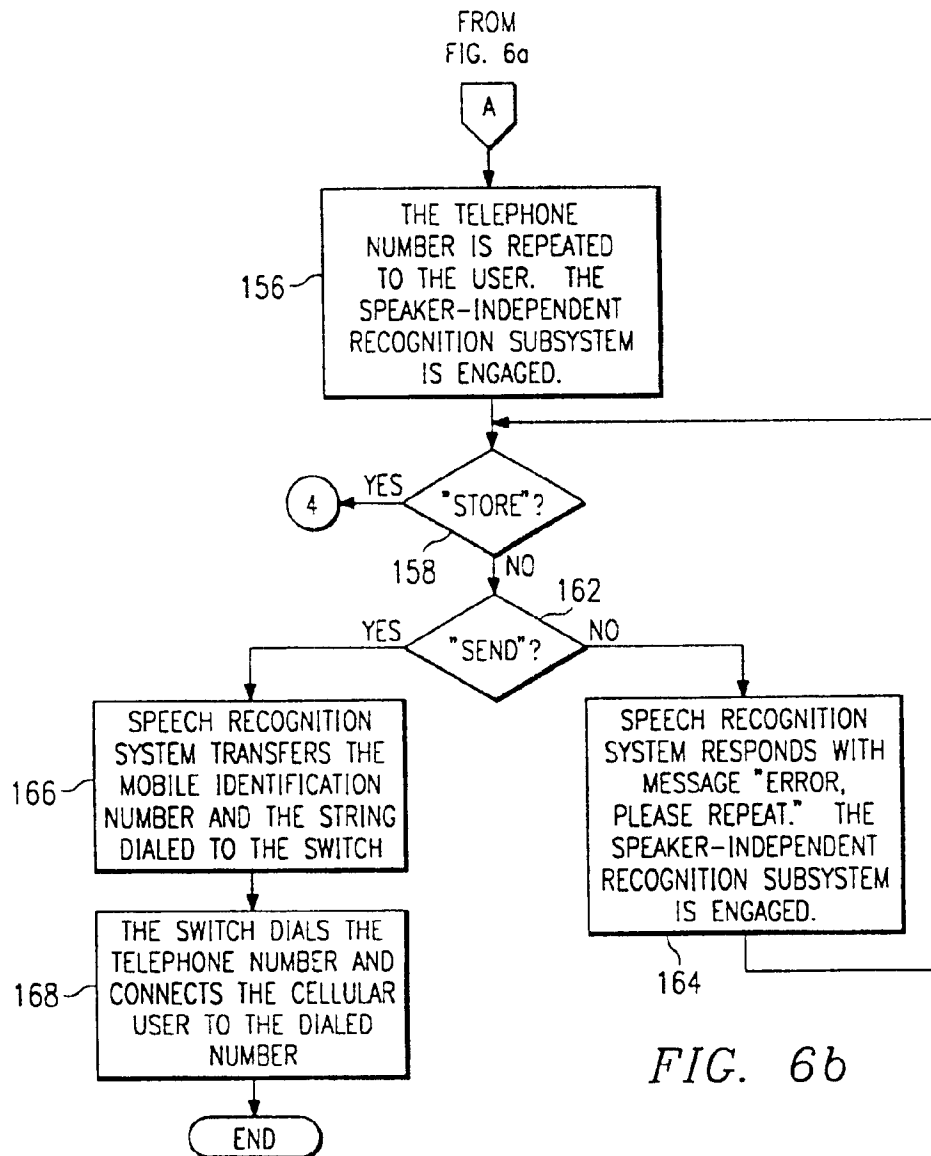 FROM
FIG. 6a
A
THE TELEPHONE
NUMBER IS REPEATED
TO THE USER. THE
SPEAKER-INDEPENDENT
RECOGNITION SUBSYSTEM
IS ENGAGED.
156
"STORE"?
YES
4
158
NO
162
"SEND"?
YES
NO
SPEECH RECOGNITION
SYSTEM TRANSFERS THE
MOBILE IDENTIFICATION
NUMBER AND THE STRING
DIALED TO THE SWITCH
166
SPEECH RECOGNITION
SYSTEM RESPONDS WITH
MESSAGE "ERROR,
PLEASE REPEAT." THE
SPEAKER-INDEPENDENT
RECOGNITION SUBSYSTEM
IS ENGAGED.
164
THE SWITCH DIALS THE
TELEPHONE NUMBER AND
CONNECTS THE CELLULAR
USER TO THE DIALED
NUMBER
168
END
FIG. 6b